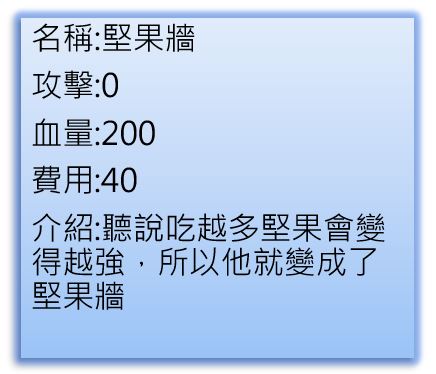 名稱:堅果牆
攻擊:0
血量:200
費用:40
介紹:聽說吃越多堅果會變
得越強，所以他就變成了
堅果牆